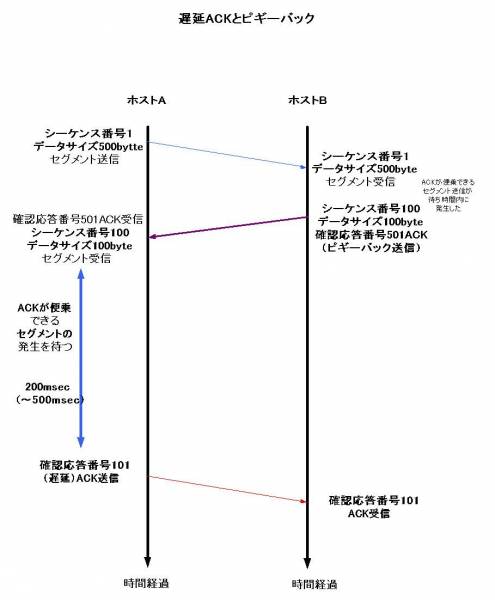 遅延ACKとピギーバック
ホストA
ホストB
シーケンス番号1
データサイズ500bytte
セグメント送信
シーケンス番号1
データサイズ500byte
セグメント受信
ACKが便乗できる
セグメント送信が
待ち時間内に
発生した
確認応答番号501ACK受信
シーケンス番号100
データサイズ100byte
セグメント受信
シーケンス番号100
データサイズ100byte
確認応答番号501ACK
(ピギーバック送信)
ACKが便乗
できる
セグメントの
発生を待つ
200msec
(～500msec)
確認応答番号101
(遅延)ACK送信
確認応答番号101
ACK受信
時間経過
時間経過